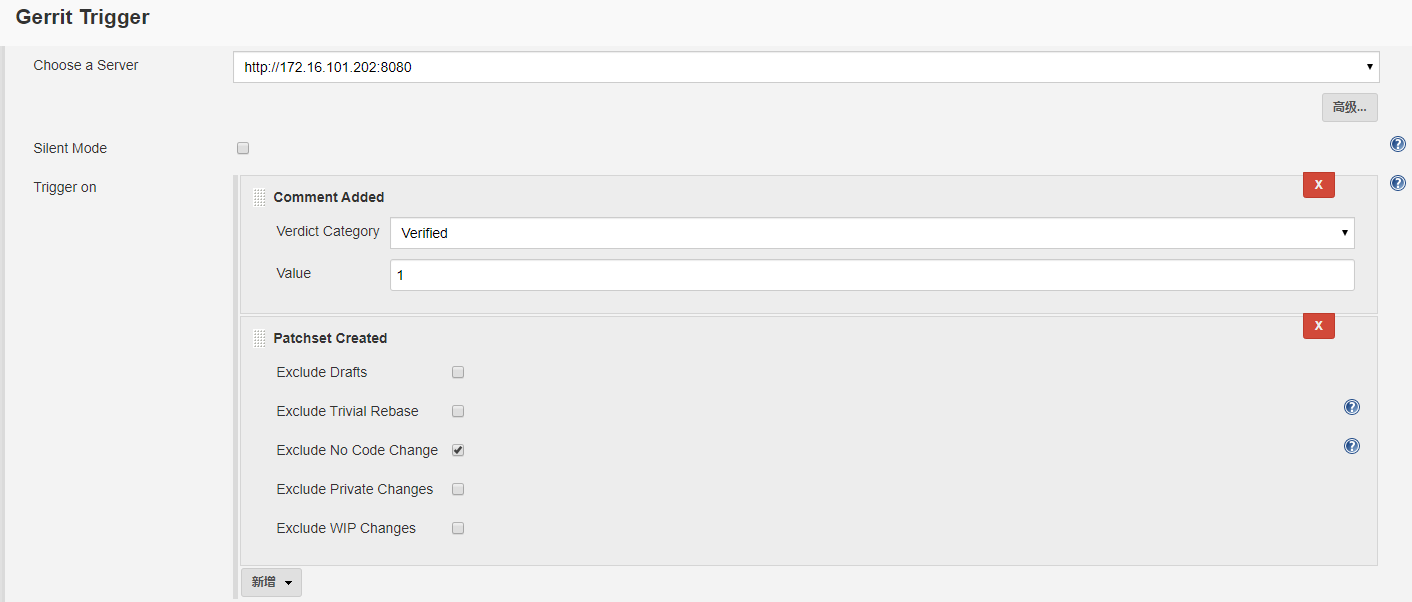 Gerrit Trigger
Choose a Server
http://172.16.101.202:8080
高级...
Silent Mode
Trigger on
Comment Added
X
Verdict Category
Verified
Value
1
Patchset Created
X
Exclude Drafts
Exclude Trivial Rebase
Exclude No Code Change
Exclude Private Changes
Exclude WIP Changes
新增